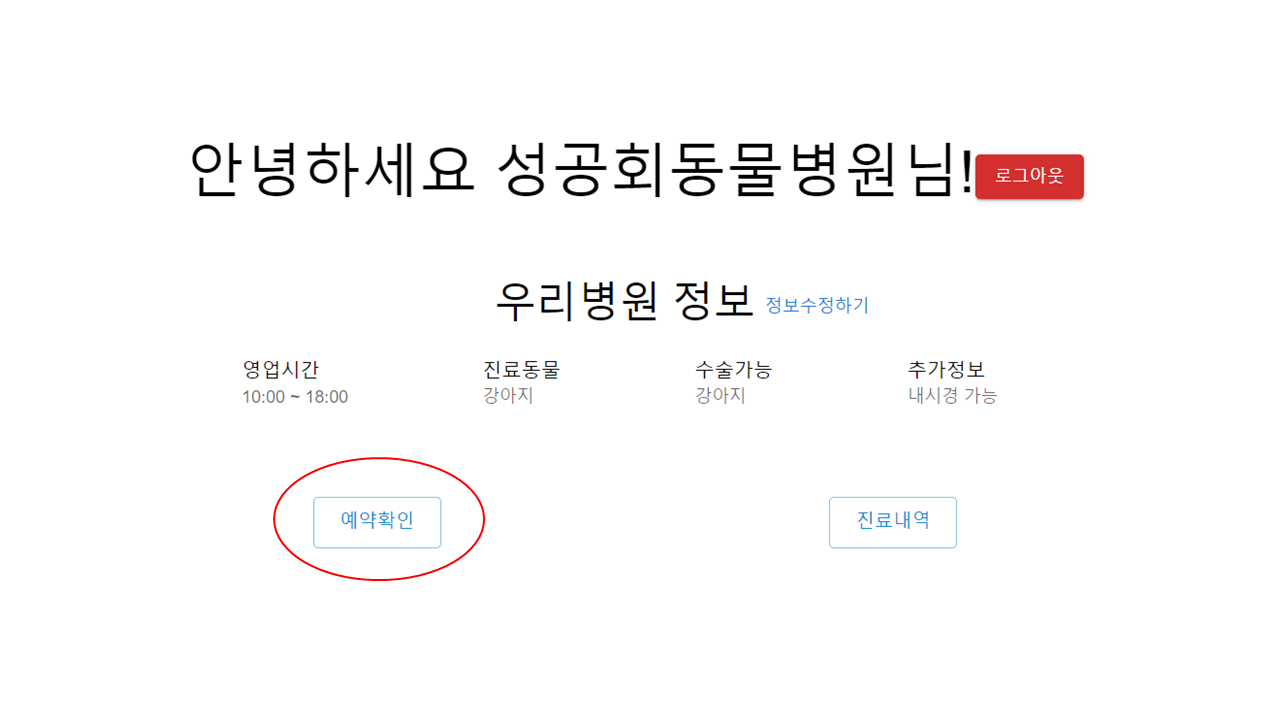 안녕하세요 성공회동물병원님! 로그아웃
우리병원 정보 정보수정하기
영업시간 진료동물 수술가능 추가정보
10:00 ~ 18:00 강아지 강아지 내시경 가능
예약확인 진료내역